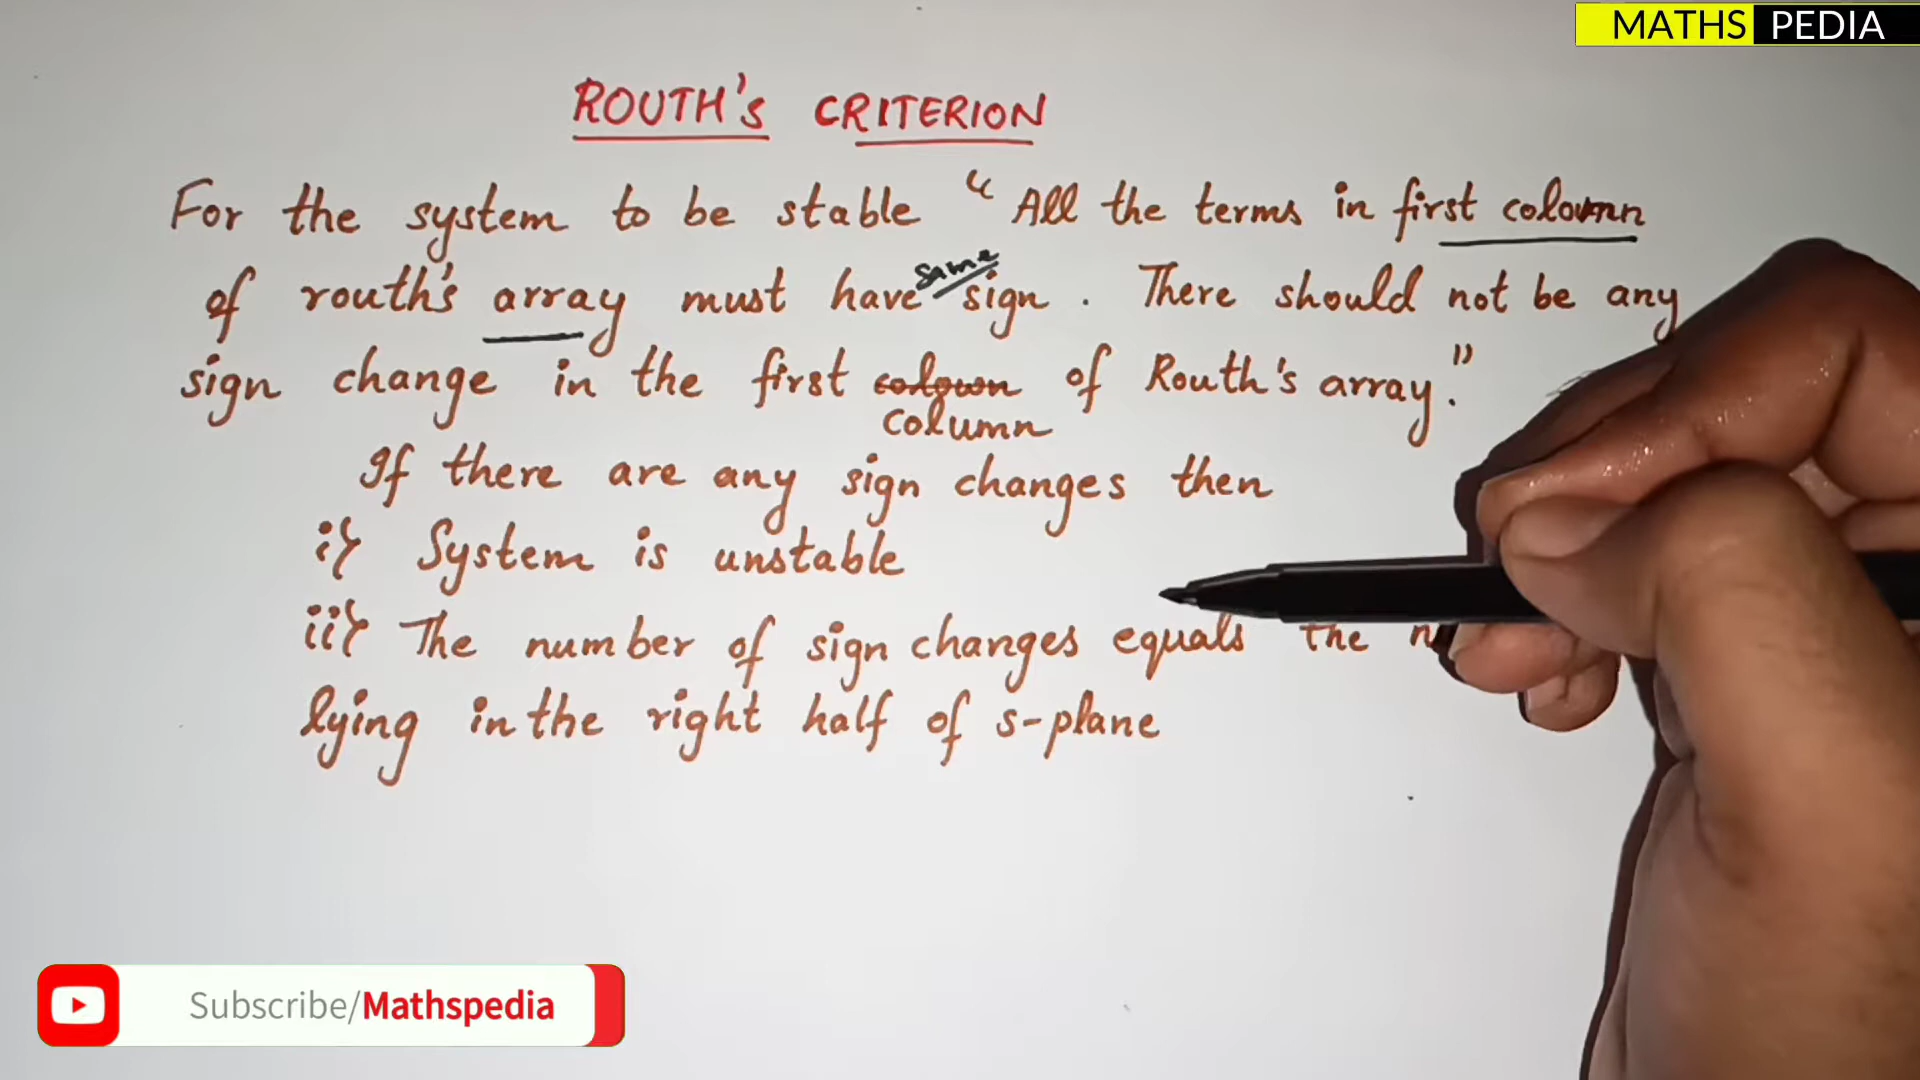 MATHS PEDIA
ROUTH's CRITERION
For the system to be stable " All the terms in first column
of routh's array must have same sign . There should not be any
sign change in the first column of Routh's array."
If there are any sign changes then
i) System is unstable
ii) The number of sign changes equals the
lying in the right half of s-plane
Subscribe/Mathspedia